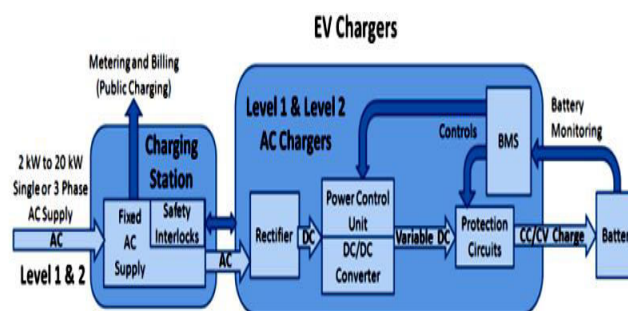 EV Chargers
Metering and Billing
(Public Charging)
2 kW to 20 kW
Single or 3 Phase
AC Supply
AC
Level 1 & 2
Charging
Station
Fixed
AC
Supply
Safety
Interlocks
AC
Level 1 & Level 2
AC Chargers
Rectifier
DC
Power Control
Unit
DC/DC
Converter
Variable DC
Controls
BMS
Protection
Circuits
Battery
Monitoring
CC/CV Charge
Batter